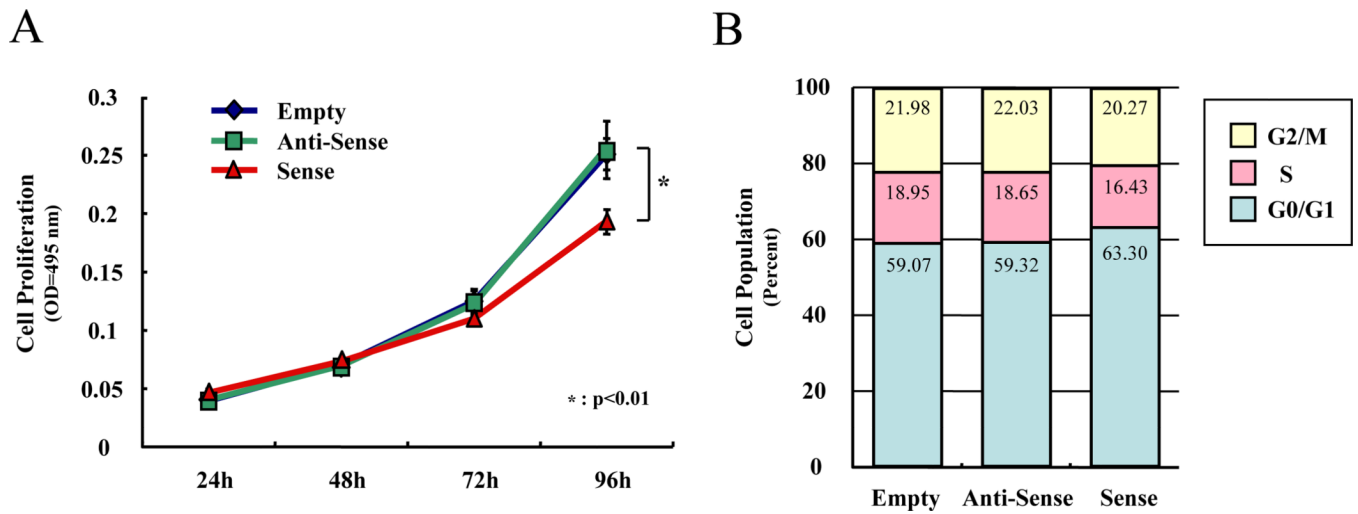 A
Cell Proliferation
(OD=495 nm)
0.3
0.25
0.2
0.15
0.1
0.05
0
Empty
Anti-Sense
Sense
*
* : p<0.01
24h
48h
72h
96h
B
Cell Population
(Percent)
100
80
60
40
20
0
21.98
22.03
20.27
18.95
18.65
16.43
59.07
59.32
63.30
Empty
Anti-Sense
Sense
G2/M
S
G0/G1